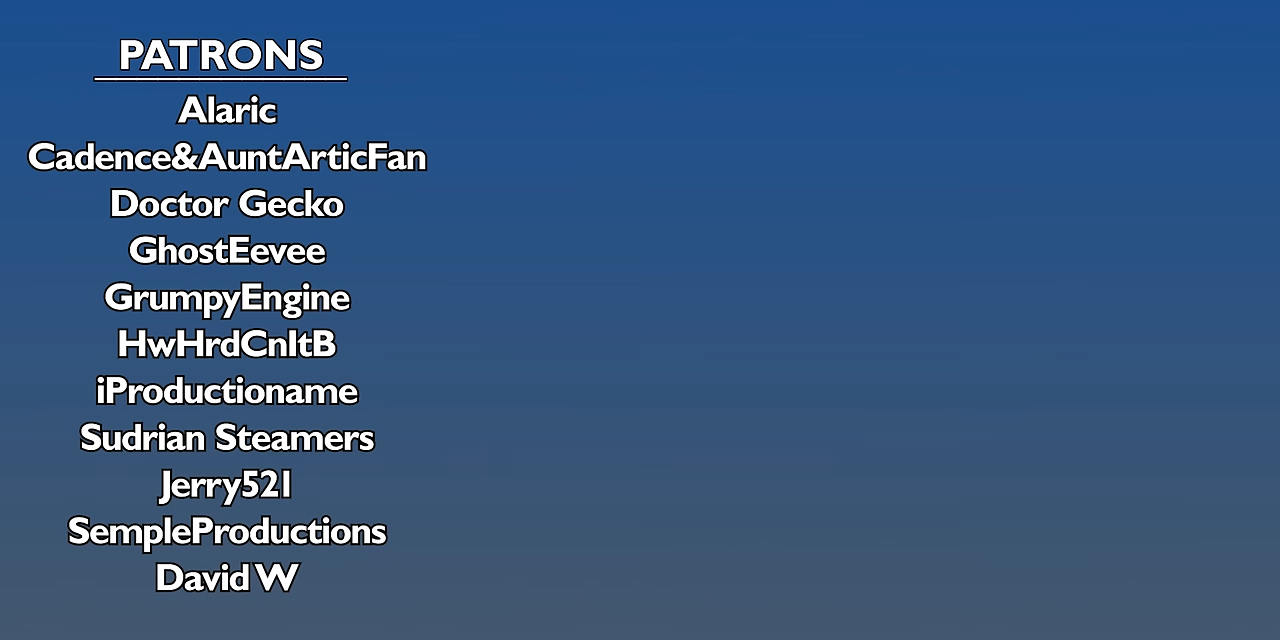 PATRONS
Alaric
Cadence&AuntArticFan
Doctor Gecko
GhostEevee
GrumpyEngine
HwHrdCnItB
iProductioname
Sudrian Steamers
Jerry521
SempleProductions
David W